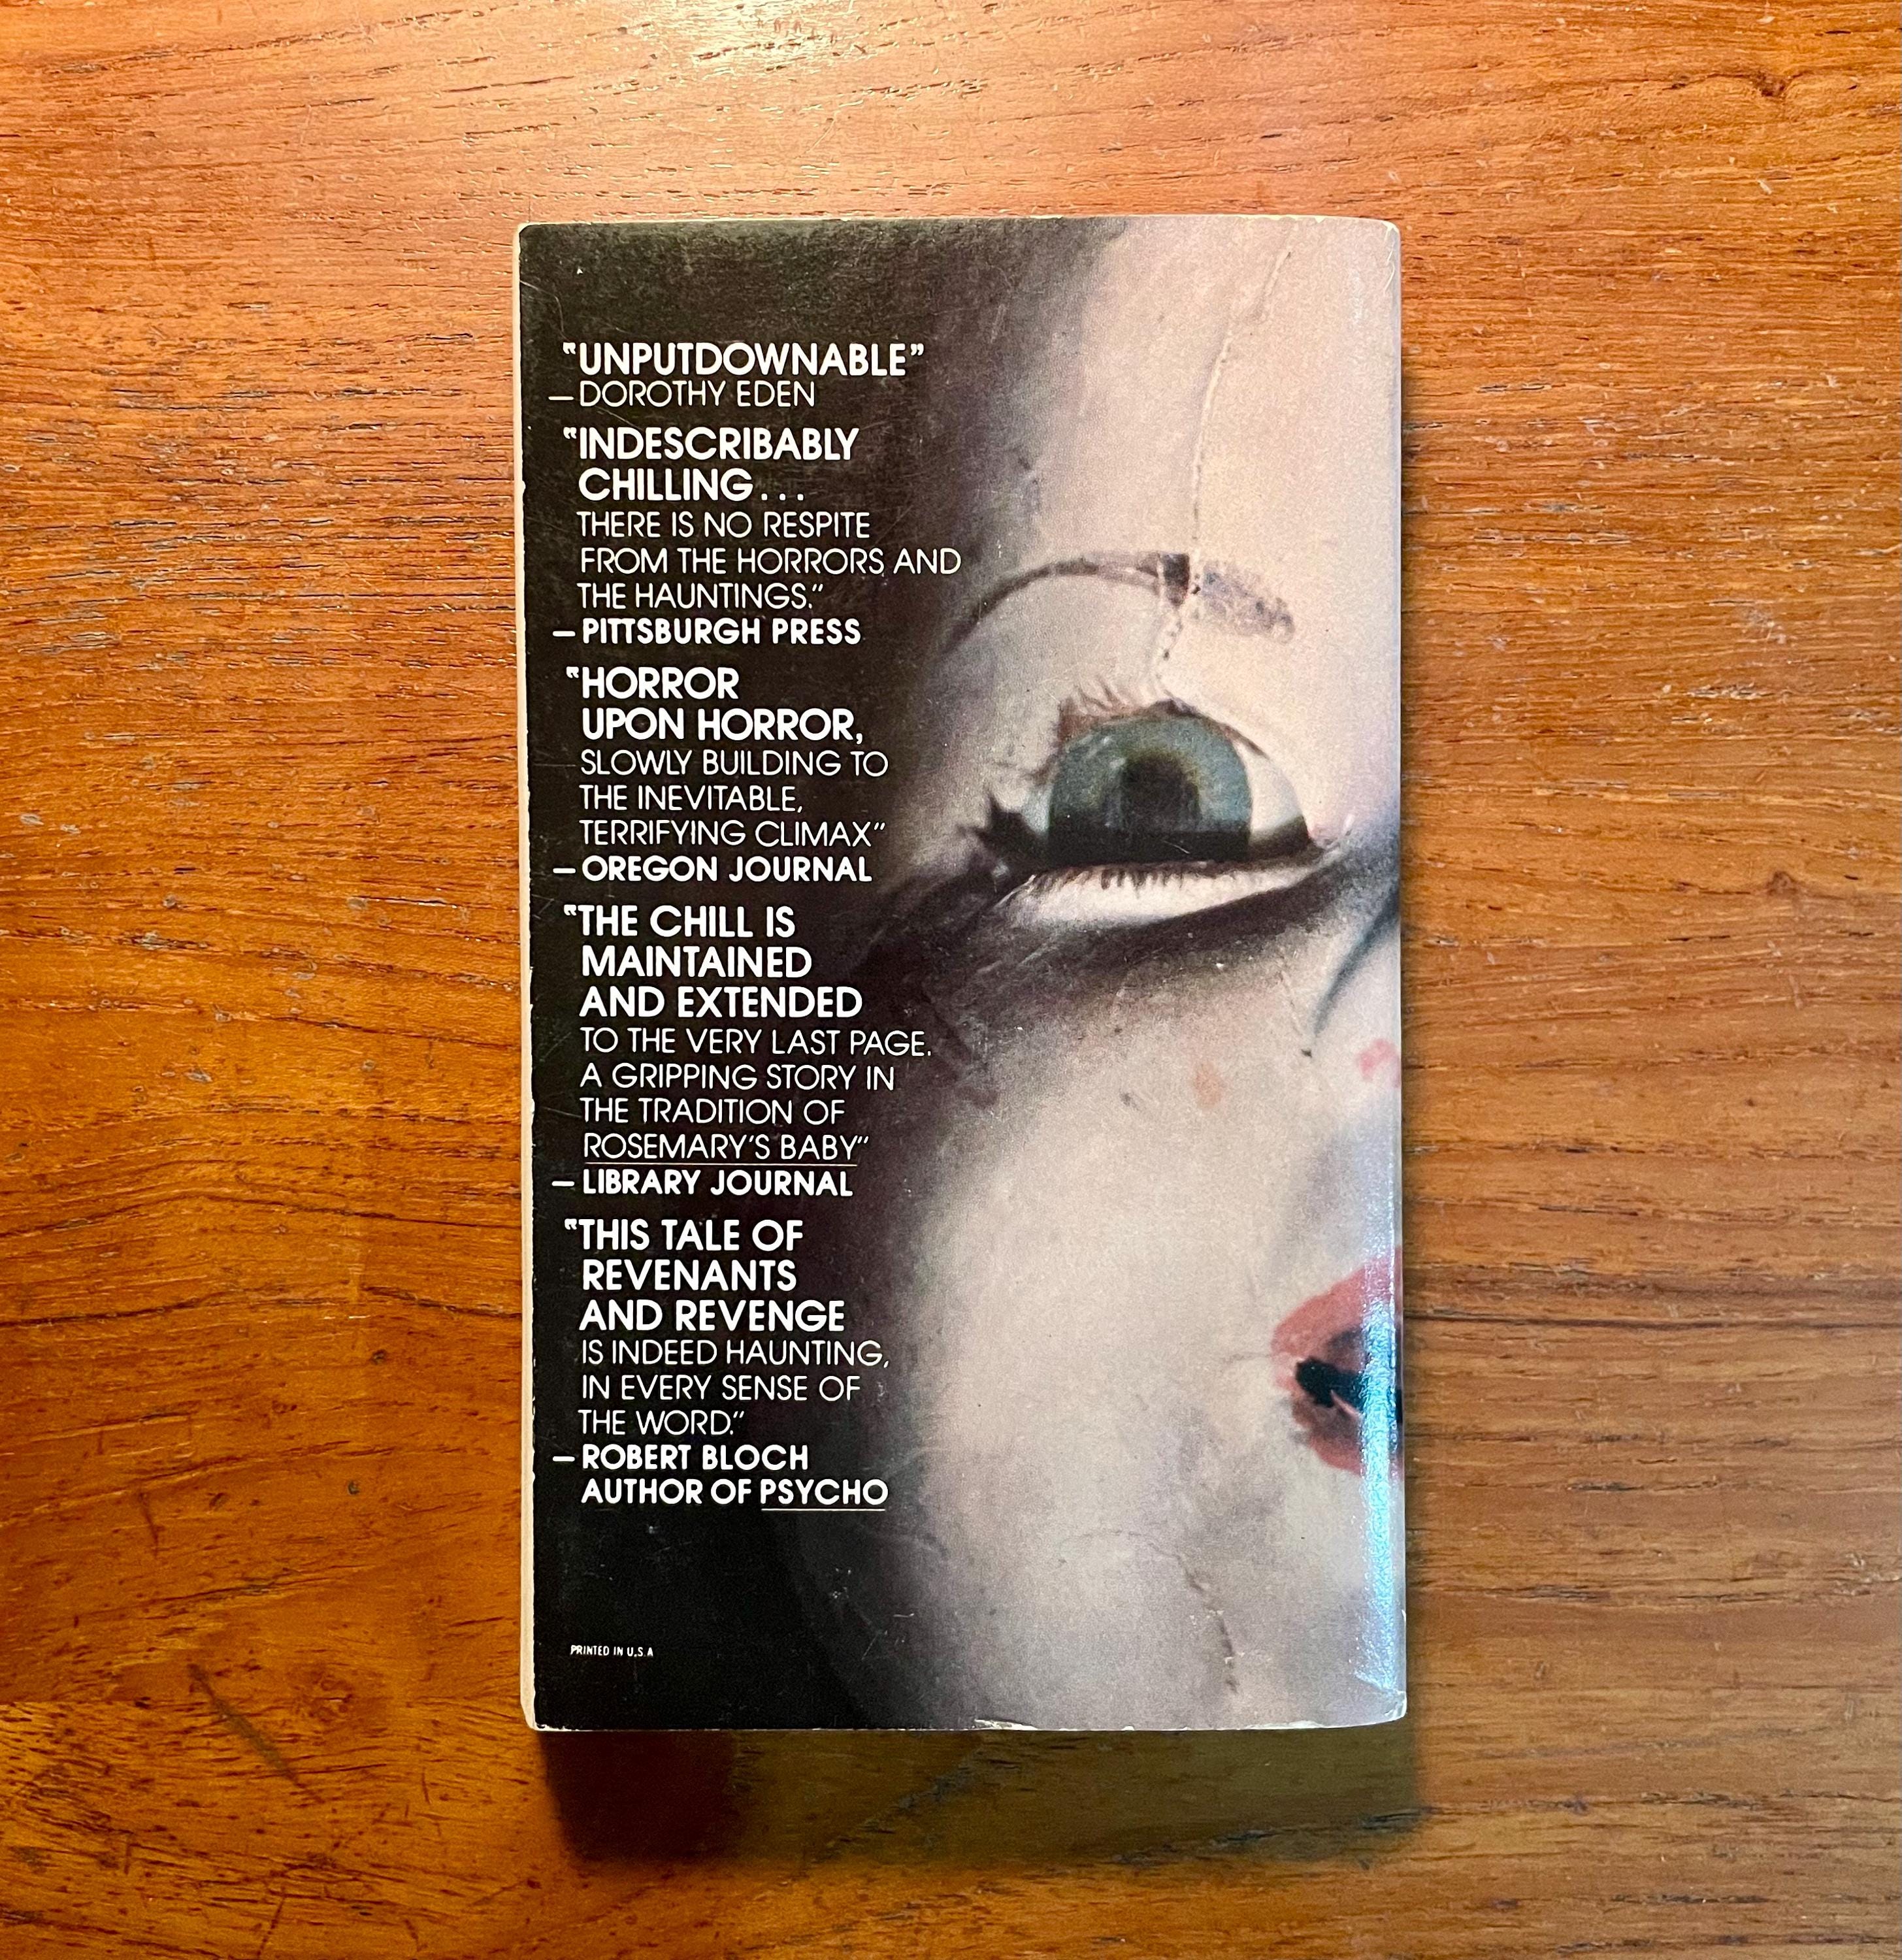 "UNPUTDOWNABLE"
—DOROTHY EDEN
"INDESCRIBABLY
CHILLING...
THERE IS NO RESPITE
FROM THE HORRORS AND
THE HAUNTINGS."
—PITTSBURGH PRESS
"HORROR
UPON HORROR,
SLOWLY BUILDING TO
THE INEVITABLE,
TERRIFYING CLIMAX"
—OREGON JOURNAL
"THE CHILL IS
MAINTAINED
AND EXTENDED
TO THE VERY LAST PAGE.
A GRIPPING STORY IN
THE TRADITION OF
ROSEMARY'S BABY"
—LIBRARY JOURNAL
"THIS TALE OF
REVENANTS
AND REVENGE
IS INDEED HAUNTING,
IN EVERY SENSE OF
THE WORD."
—ROBERT BLOCH
AUTHOR OF PSYCHO
PRINTED IN U.S.A